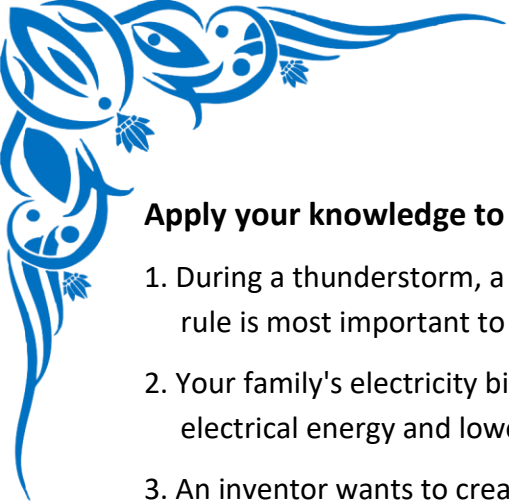 Apply your knowledge to
1. During a thunderstorm, a
rule is most important to
2. Your family's electricity bi
electrical energy and lowe
3. An inventor wants to crea